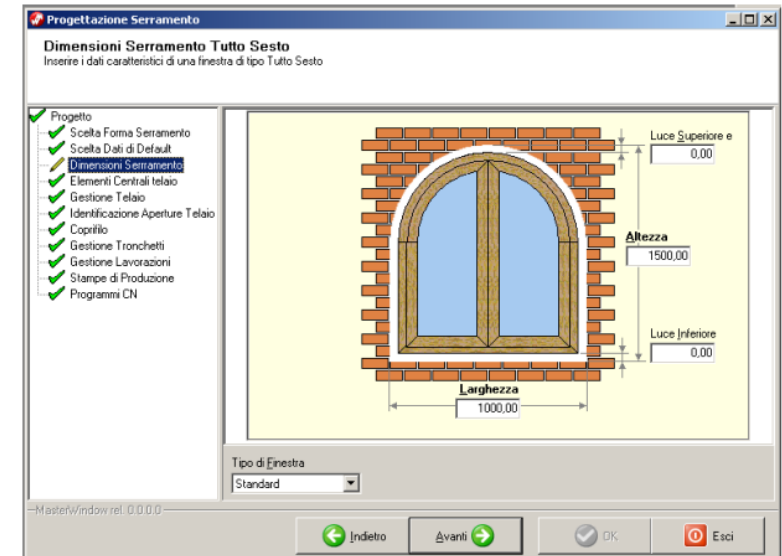 Progettazione Serramento
Dimensioni Serramento Tutto Sesto
Inserire i dati caratteristici di una finestra di tipo Tutto Sesto
Progetto
Scelta Forma Serramento
Scelta Dati di Default
Dimensioni Serramento
Elementi Centrali telaio
Gestione Telaio
Identificazione Aperture Telaio
Coprifilo
Gestione Tronchetti
Gestione Lavorazioni
Stampe di Produzione
Programmi CN
Luce Superiore e
0,00
Altezza
1500,00
Luce Inferiore
0,00
Larghezza
1000,00
Tipo di Finestra
Standard
MasterWindow rel. 0.0.0.0
Indietro
Avanti
OK
Esci